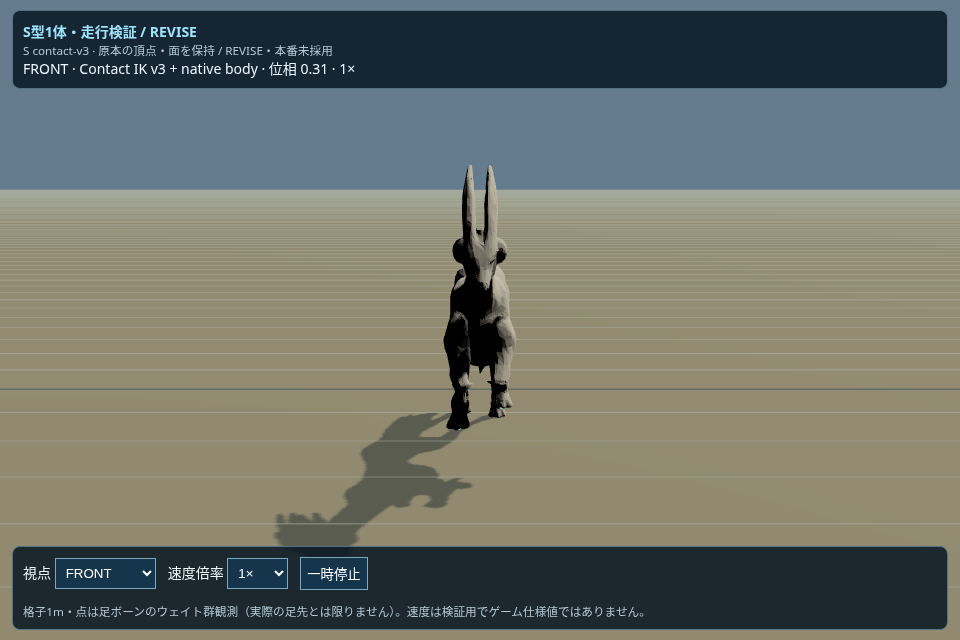 S型1体・走行検証 / REVISE
S contact-v3 · 原本の頂点・面を保持 / REVISE・本番未採用
FRONT · Contact IK v3 + native body · 位相 0.31 · 1×
視点 FRONT 速度倍率 1× 一時停止
格子1m・点は足ボーンのウェイト群観測（実際の足先とは限りません）。速度は検証用でゲーム仕様値ではありません。